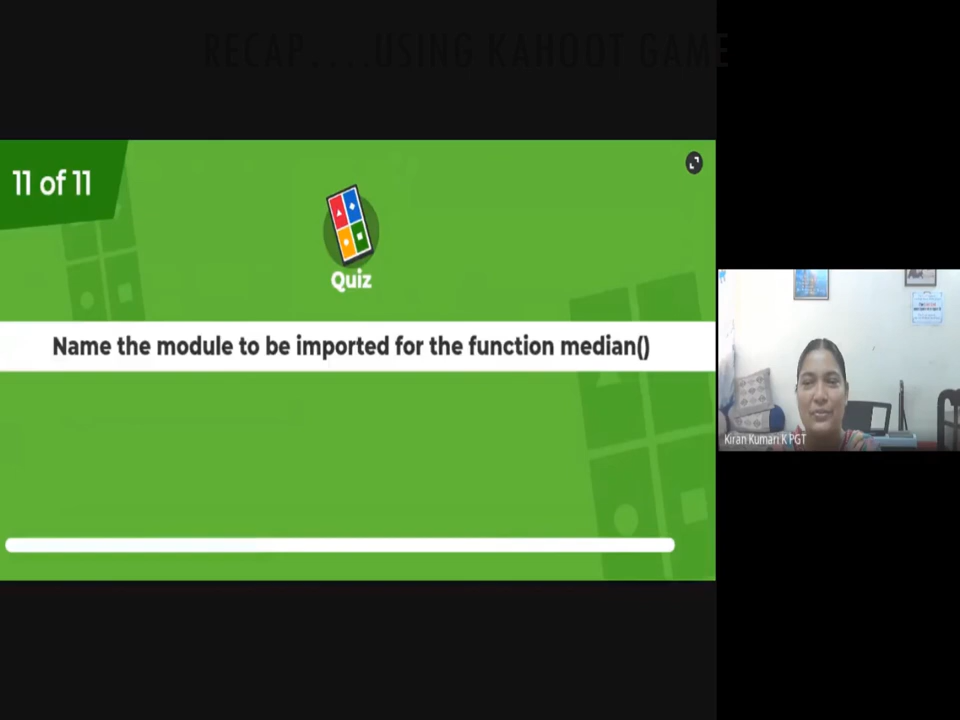 RECAP....USING KAHOOT GAME
11 of 11
Quiz
Name the module to be imported for the function median()
Kiran Kumari K PGT